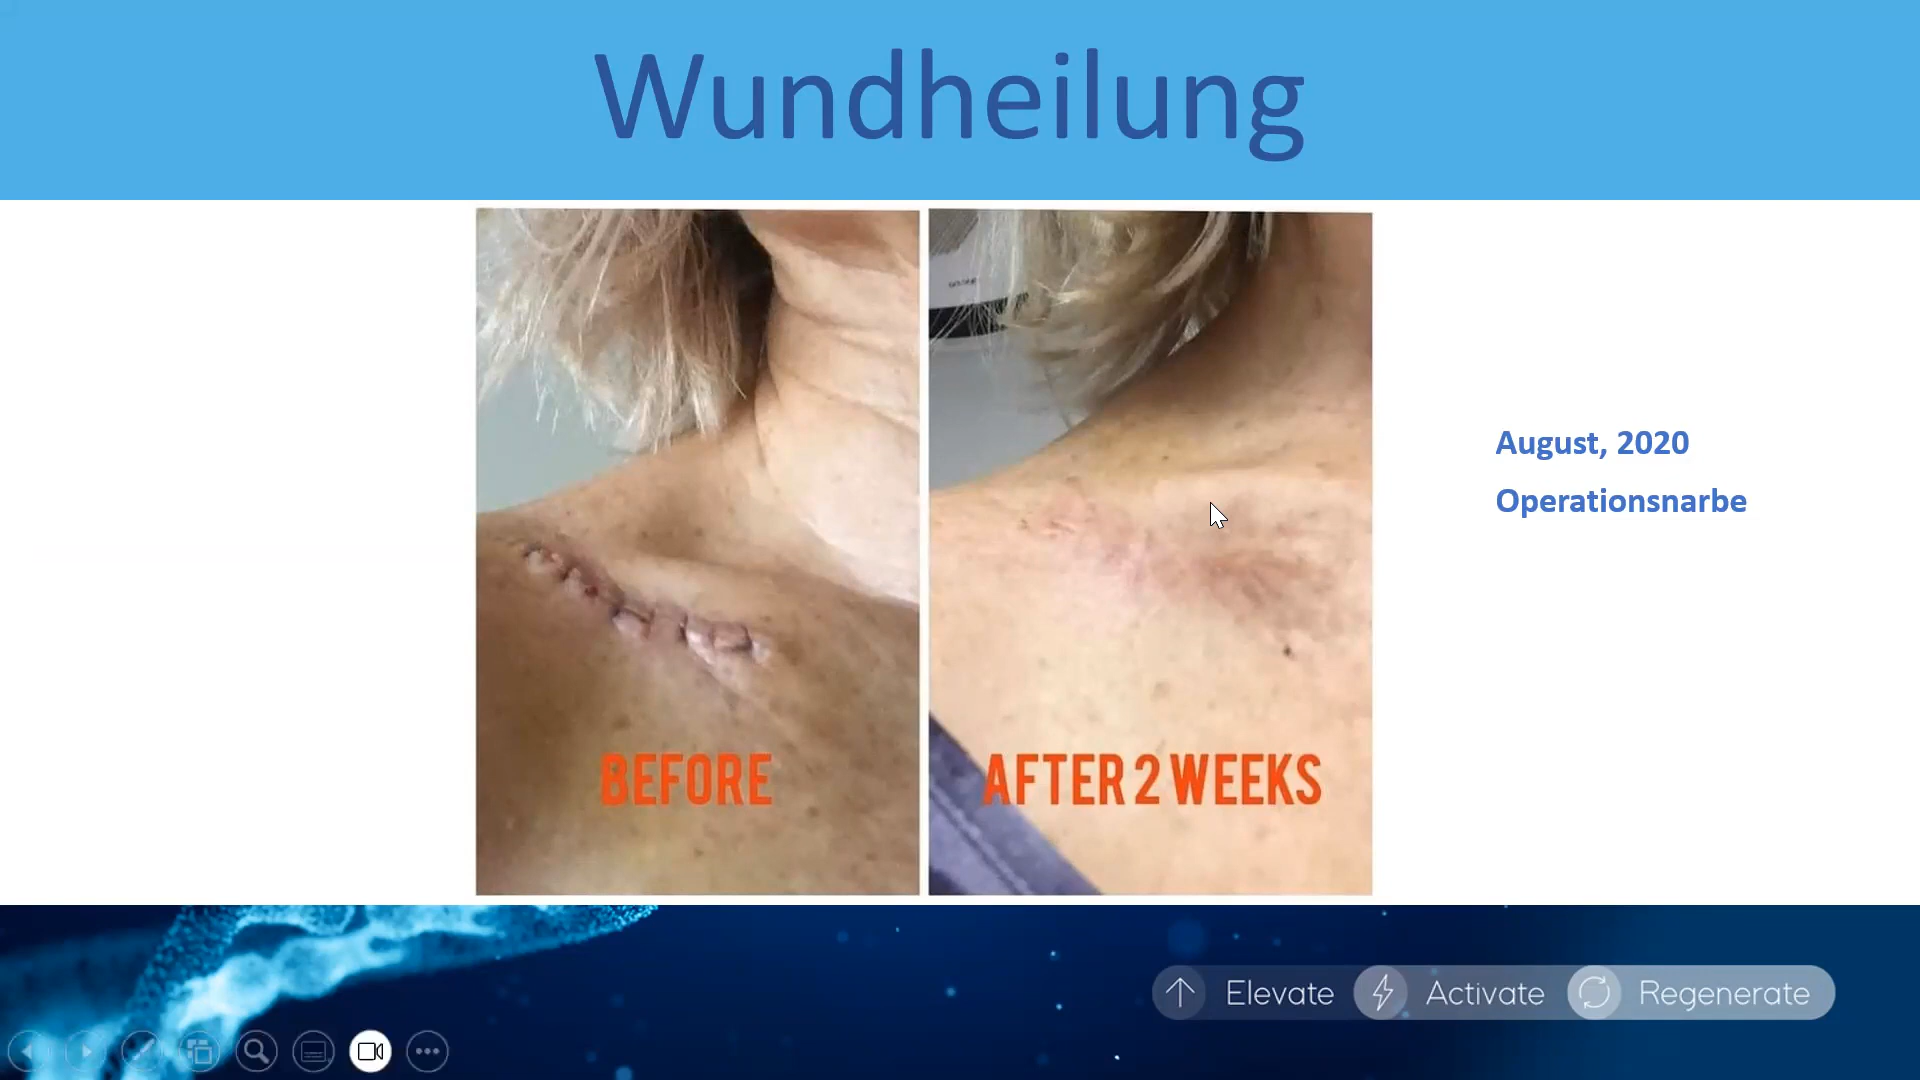 Wundheilung
BEFORE
AFTER 2 WEEKS
August, 2020
Operationsnarbe
Elevate
Activate
Regenerate